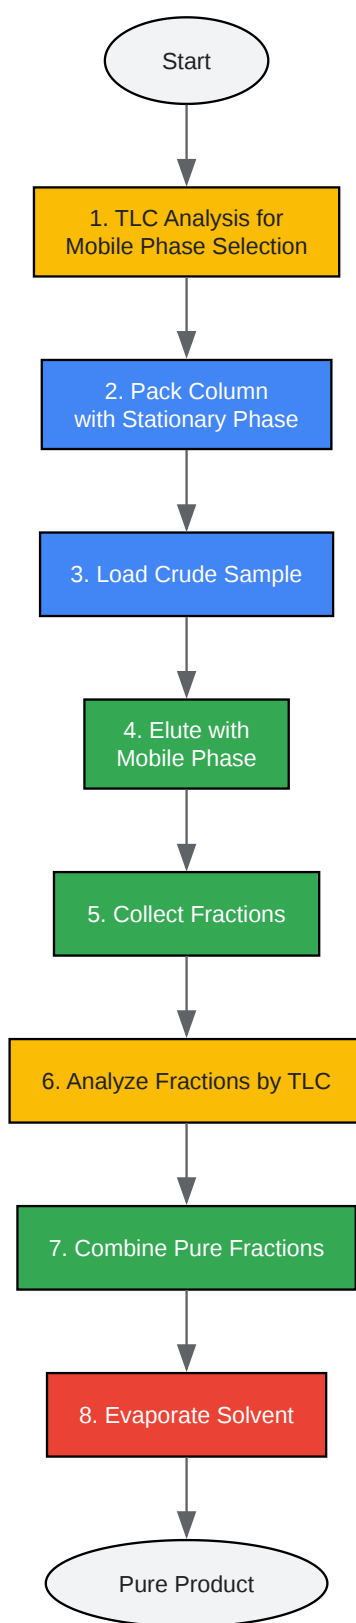 Start
1. TLC Analysis for
Mobile Phase Selection
2. Pack Column
with Stationary Phase
3. Load Crude Sample
4. Elute with
Mobile Phase
5. Collect Fractions
6. Analyze Fractions by TLC
7. Combine Pure Fractions
8. Evaporate Solvent
Pure Product